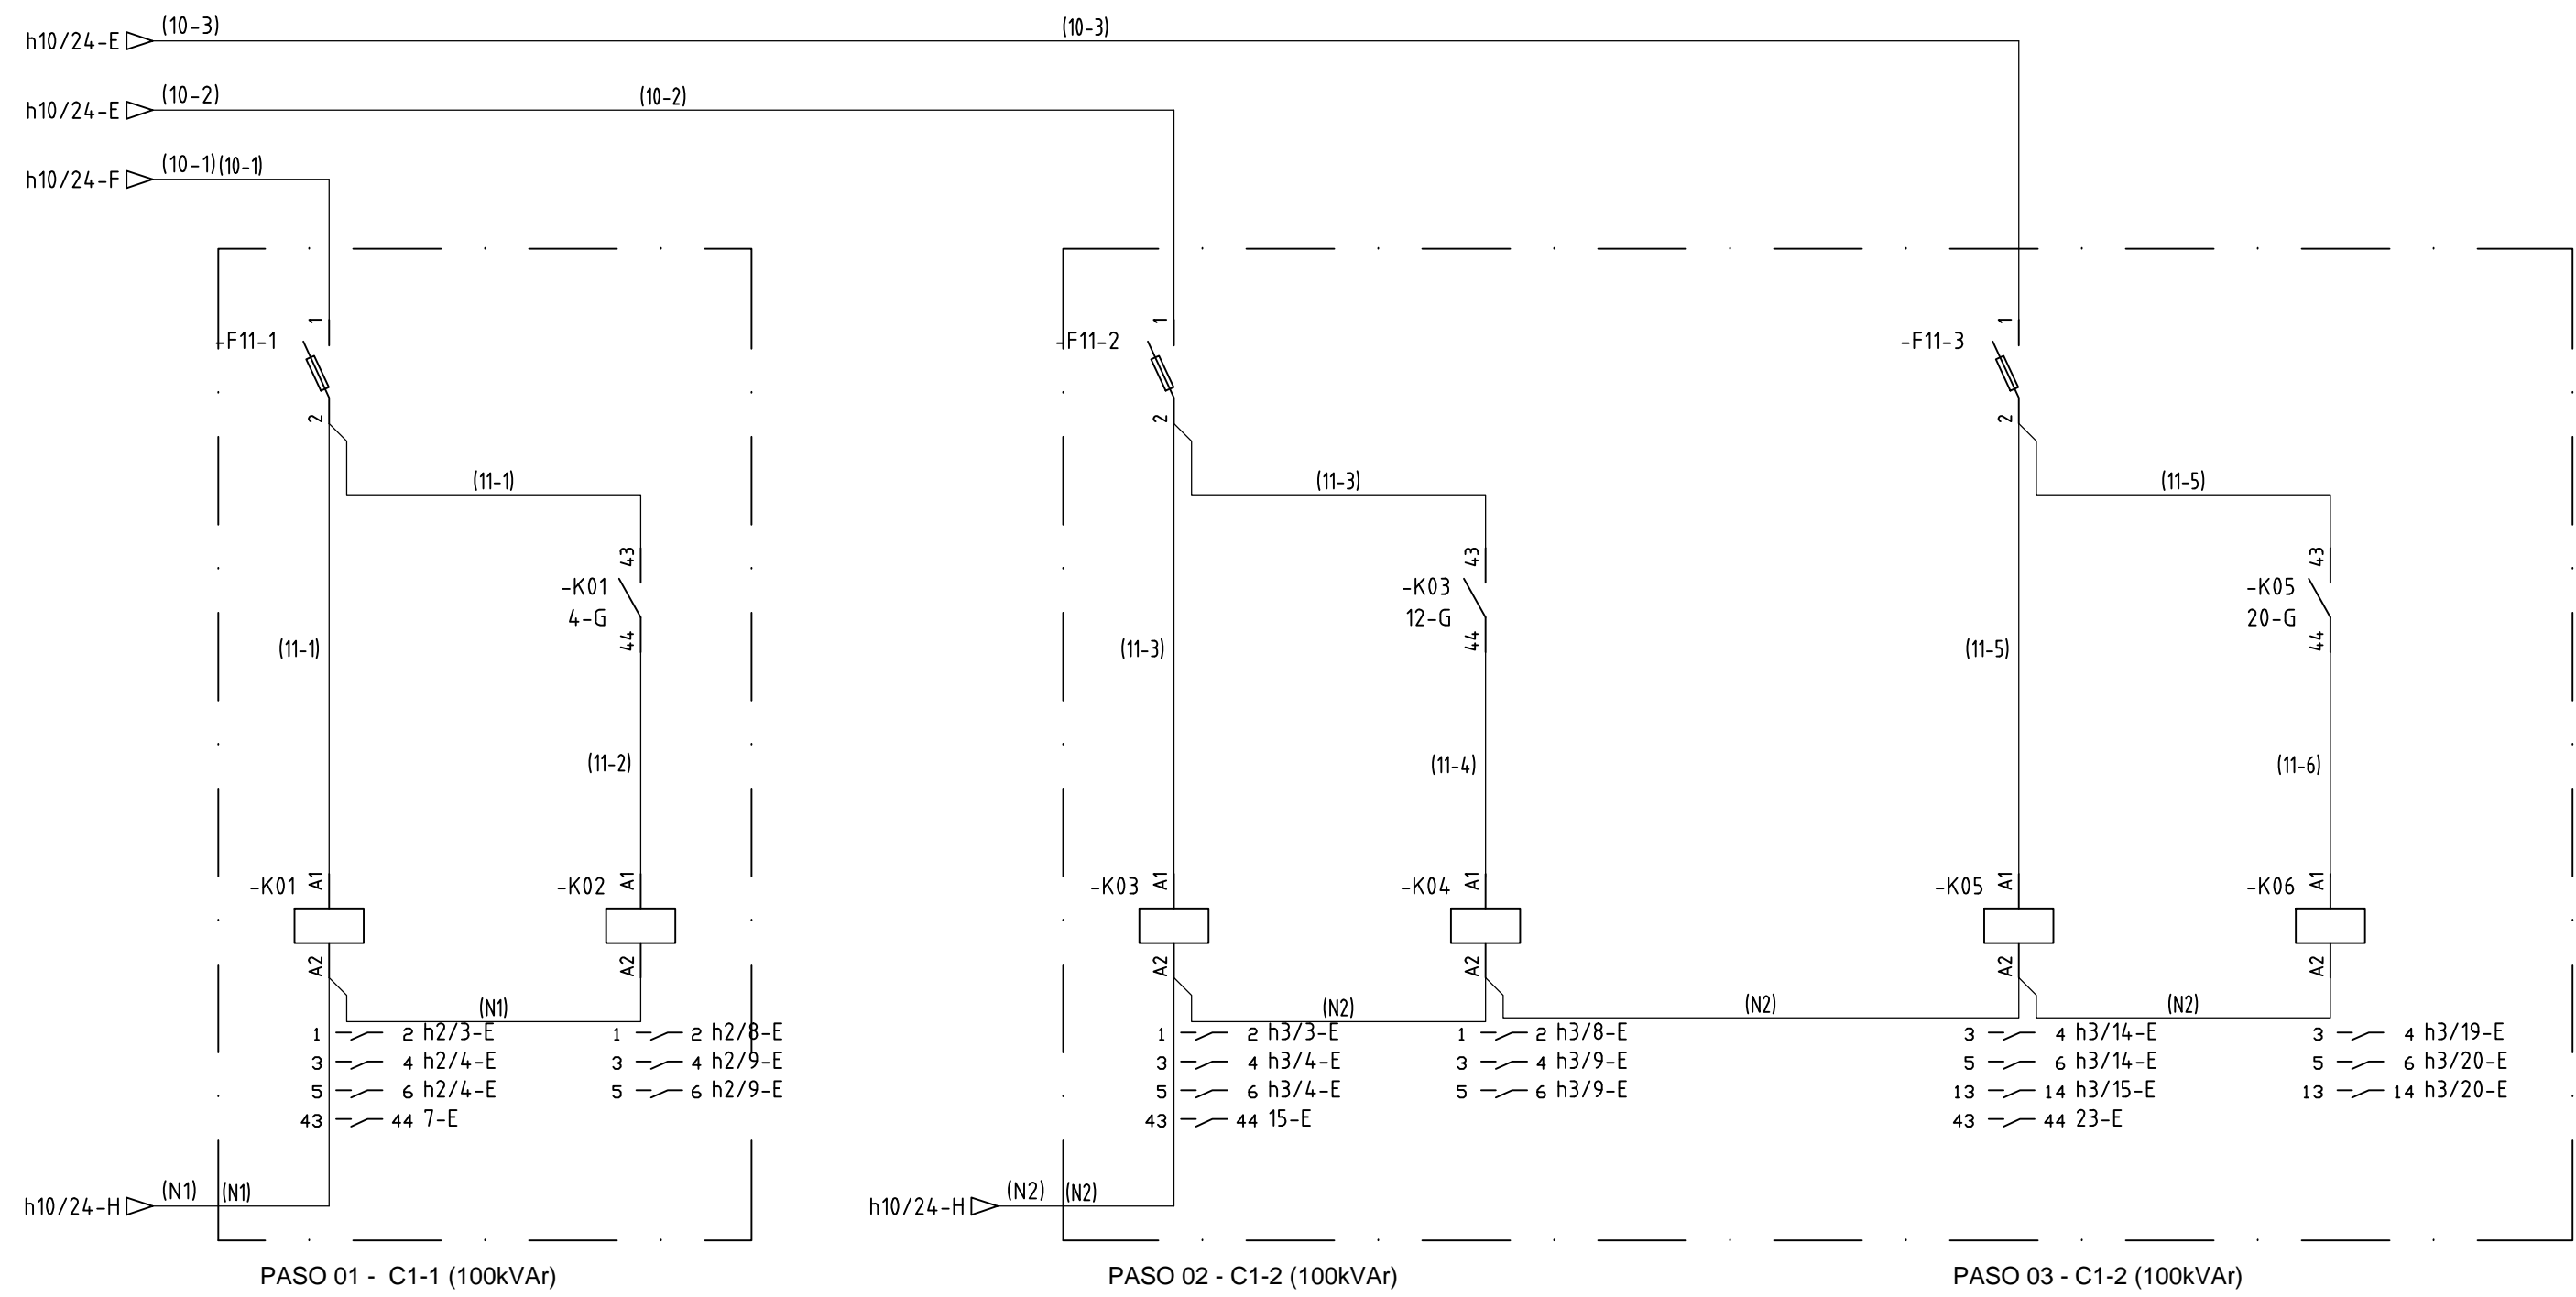 h10/24-E (10-3) (10-3)
h10/24-E (10-2) (10-2)
h10/24-F (10-1) (10-1)
1 1 1
-F11-1 -F11-2 -F11-3
2 2 2
(11-1) (11-3) (11-5)
43 43 43
-K01 -K03 -K05
4-G 12-G 20-G
44 44 44
(11-1) (11-3) (11-5)
(11-2) (11-4) (11-6)
-K01 A1 -K02 A1 -K03 A1 -K04 A1 -K05 A1 -K06 A1
A2 A2 A2 A2 A2 A2
(N1) (N2) (N2) (N2)
1 2 h2/3-E 1 2 h2/8-E 1 2 h3/3-E 1 2 h3/8-E 3 4 h3/14-E 3 4 h3/19-E
3 4 h2/4-E 3 4 h2/9-E 3 4 h3/4-E 3 4 h3/9-E 5 6 h3/14-E 5 6 h3/20-E
5 6 h2/4-E 5 6 h2/9-E 5 6 h3/4-E 5 6 h3/9-E 13 14 h3/15-E 13 14 h3/20-E
43 44 7-E 43 44 15-E 43 44 23-E
h10/24-H (N1) (N1) h10/24-H (N2) (N2)
PASO 01 - C1-1 (100kVAr) PASO 02 - C1-2 (100kVAr) PASO 03 - C1-2 (100kVAr)